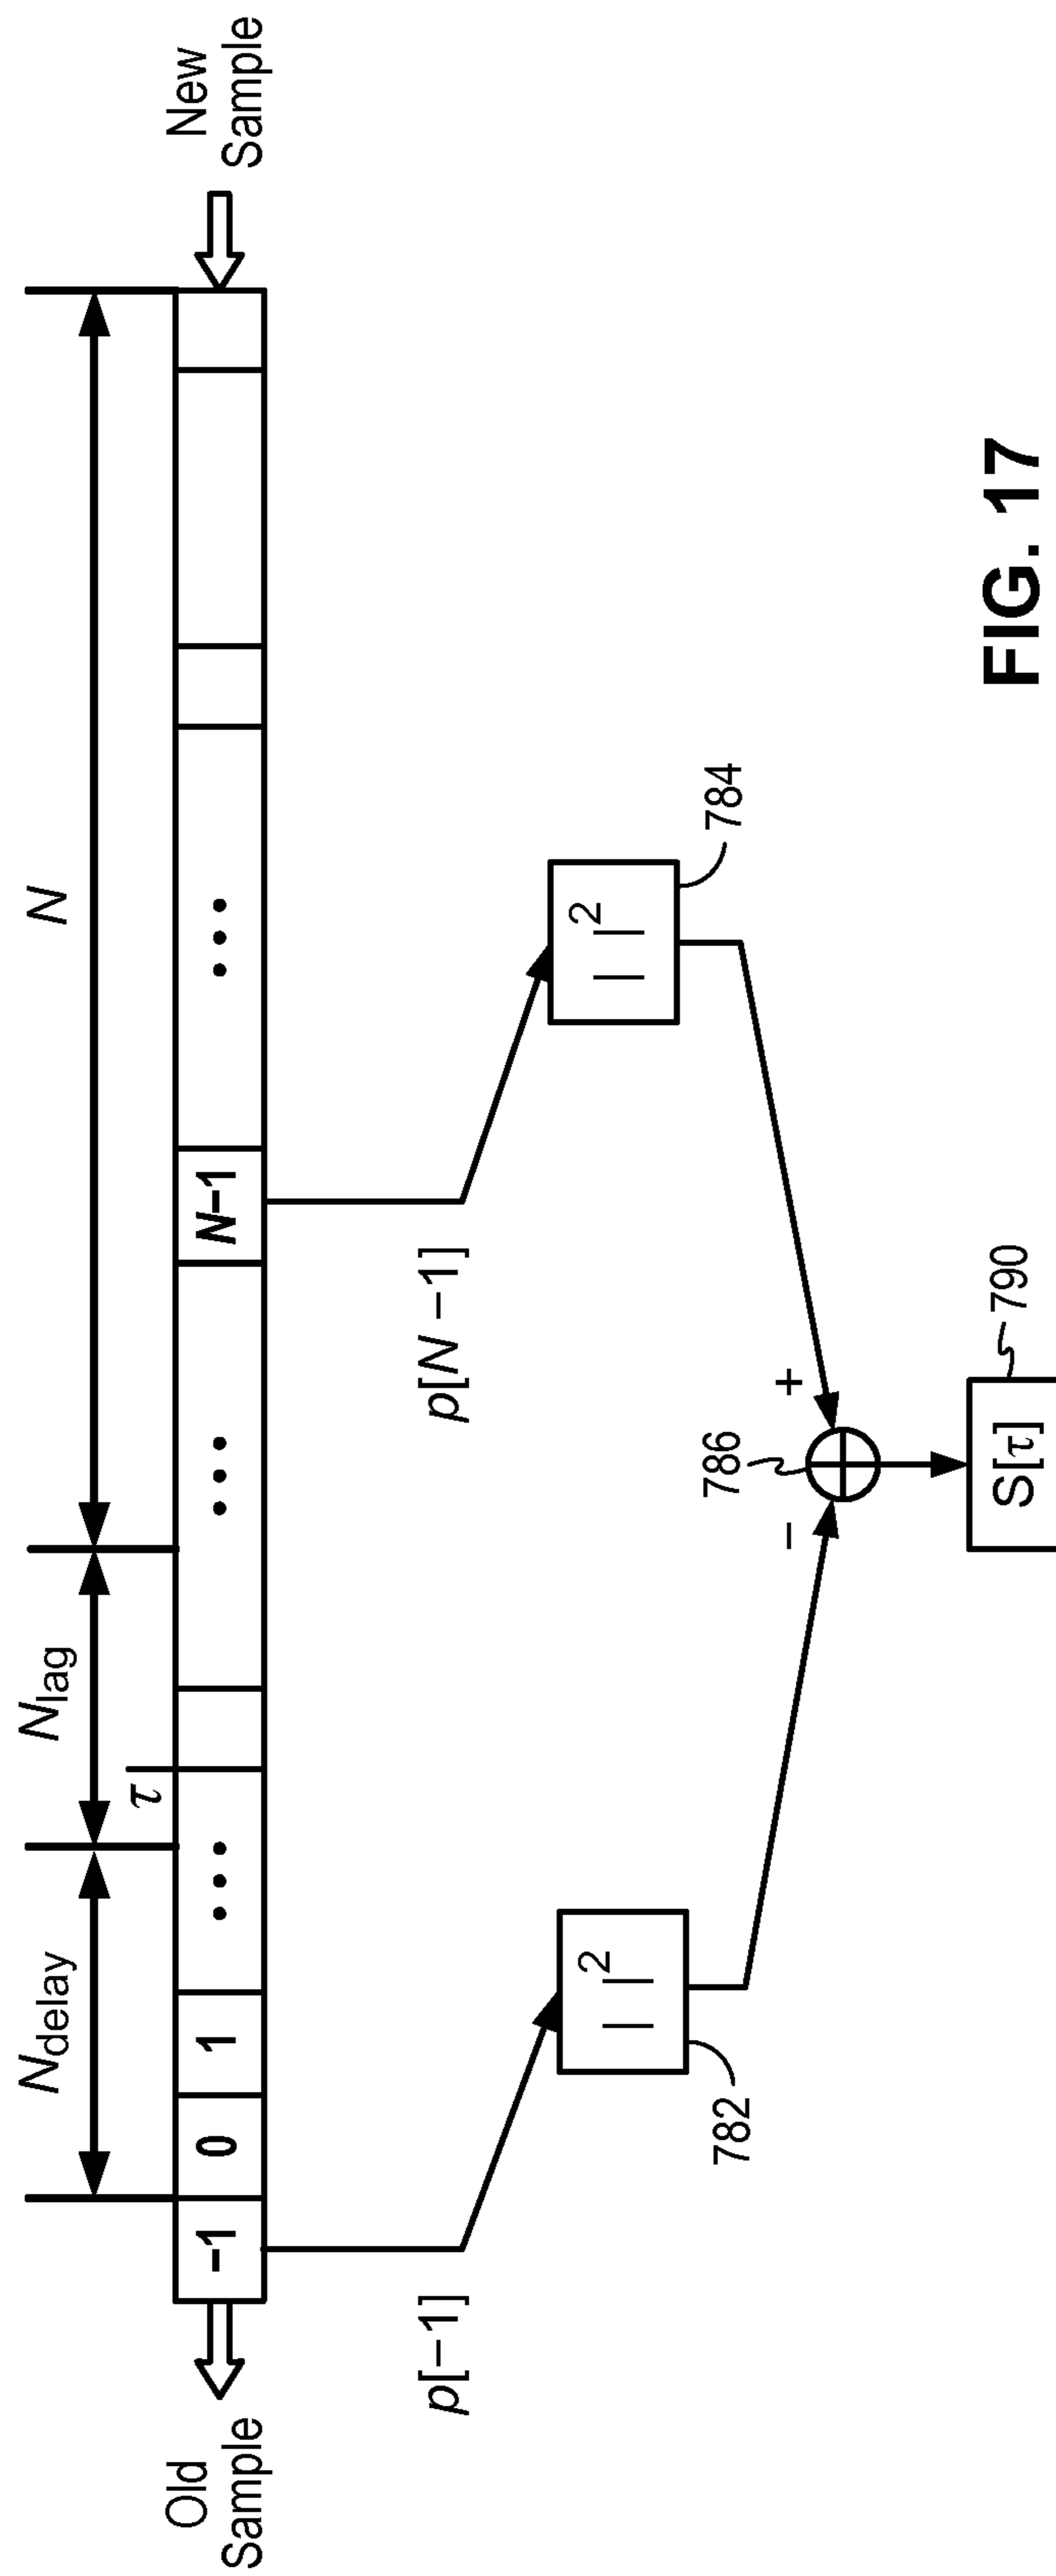 N_delay
N_lag
N
τ
Old
Sample
-1
0
1
...
...
N-1
...
New
Sample
p[−1]
p[N −1]
| |²
782
| |²
784
−
+
786
S[τ]
790
FIG. 17